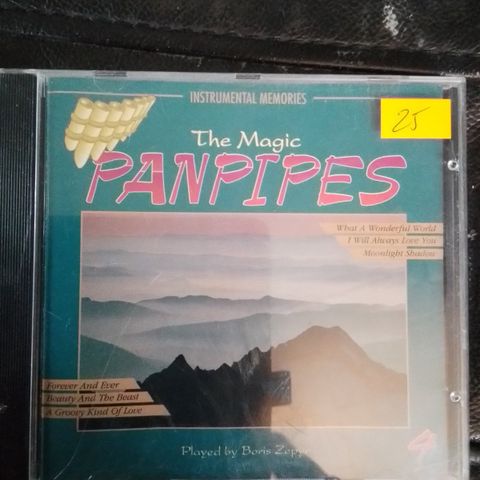 INSTRUMENTAL MEMORIES
25
The Magic
PANPIPES
What A Wonderful World
I Will Always Love You
Moonlight Shadow
Forever And Ever
Beauty And The Beast
A Groovy Kind Of Love
Played by Boris
4